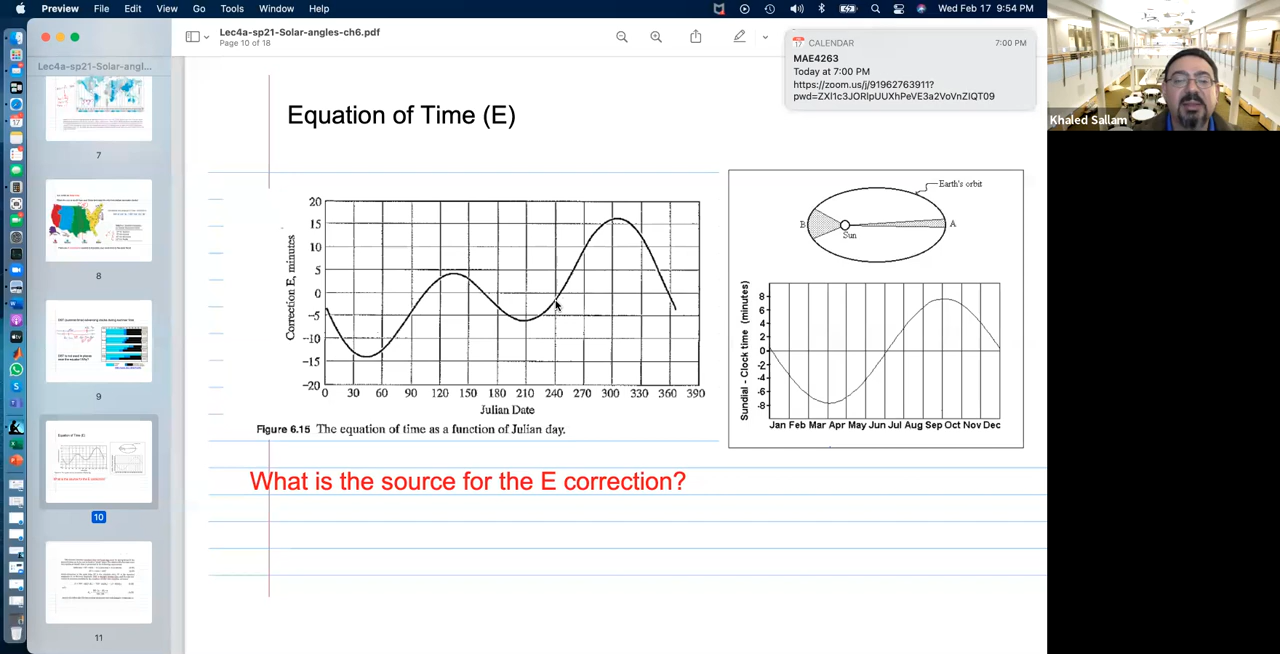 Preview File Edit View Go Tools Window Help
Wed Feb 17 9:54 PM
Lec4a-sp21-Solar-angl...
Lec4a-sp21-Solar-angles-ch6.pdf
Page 10 of 18
CALENDAR 7:00 PM
MAE4263
Today at 7:00 PM
https://zoom.us/j/91962763911?
pwd=ZXl1c3JORlpUUXhPeVE3a2VoVnZIQT09
Khaled Sallam
7
8
9
10
11
Equation of Time (E)
Correction E, minutes
20
15
10
5
0
-5
-10
-15
-20
0 30 60 90 120 150 180 210 240 270 300 330 360 390
Julian Date
Figure 6.15 The equation of time as a function of Julian day.
Earth's orbit
B
Sun
A
Sundial - Clock time (minutes)
8
6
4
2
0
-2
-4
-6
-8
Jan Feb Mar Apr May Jun Jul Aug Sep Oct Nov Dec
What is the source for the E correction?